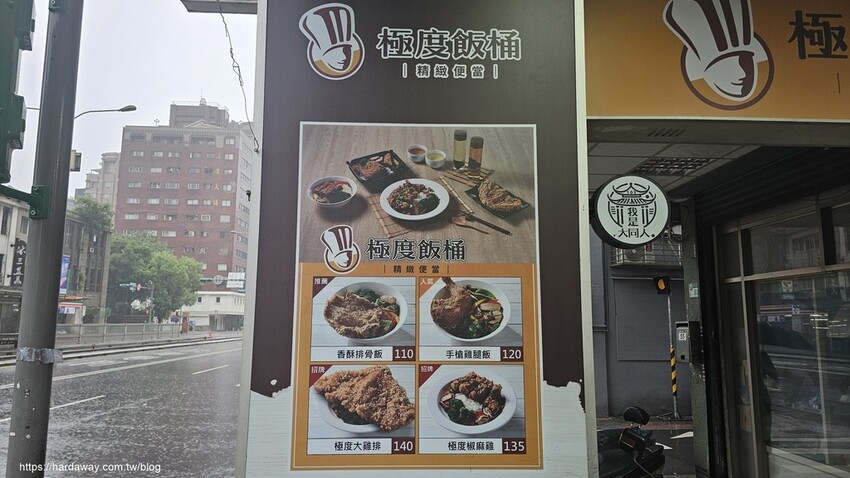 極度飯桶
精緻便當
極度飯桶
精緻便當
推薦
人氣
香酥排骨飯 110
手槍雞腿飯 120
招牌
招牌
極度大雞排 140
極度椒麻雞 135
極
我是
大同人
https://hardaway.com.tw/blog